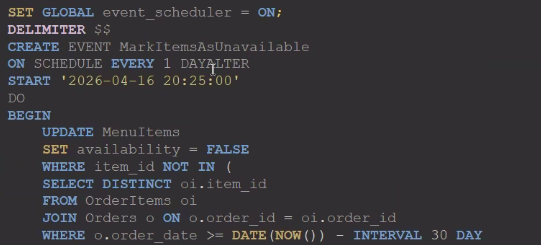 SET GLOBAL event_scheduler = ON;
DELIMITER $$
CREATE EVENT MarkItemsAsUnavailable
ON SCHEDULE EVERY 1 DAYALTER
START '2026-04-16 20:25:00'
DO
BEGIN
UPDATE MenuItems
SET availability = FALSE
WHERE item_id NOT IN (
SELECT DISTINCT oi.item_id
FROM OrderItems oi
JOIN Orders o ON o.order_id = oi.order_id
WHERE o.order_date >= DATE(NOW()) - INTERVAL 30 DAY